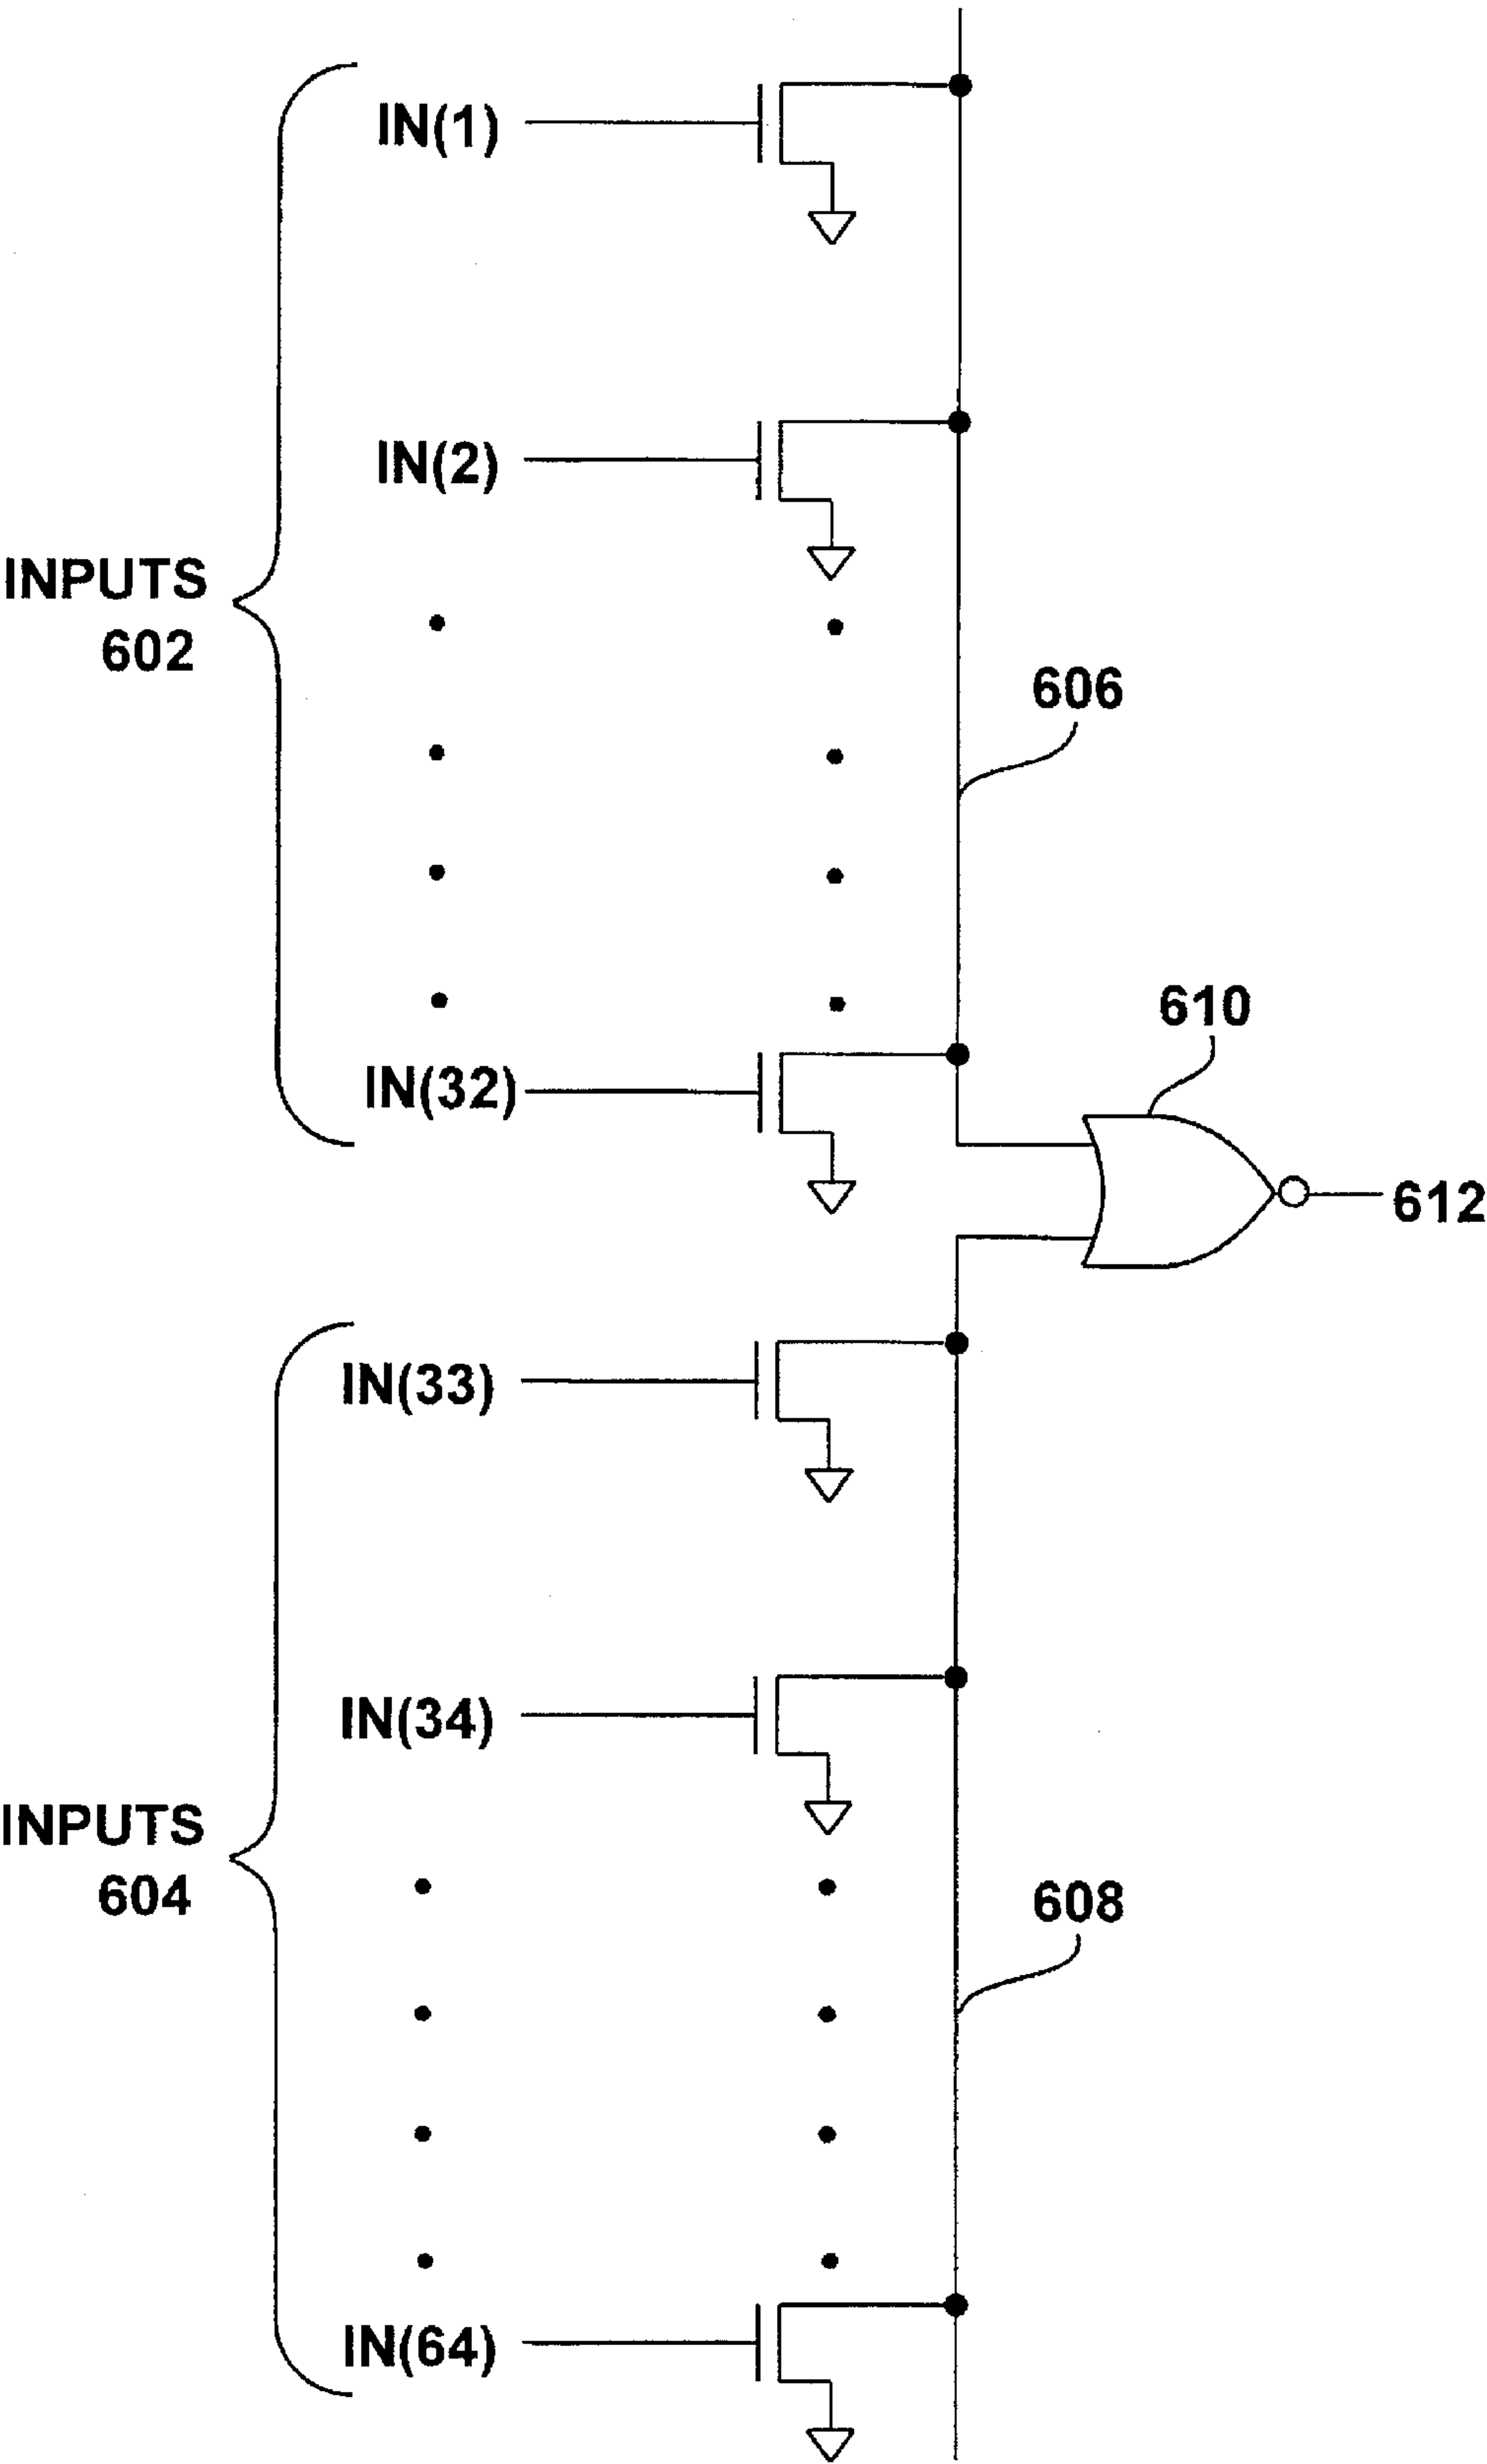 IN(1)
IN(2)
INPUTS
602
606
610
IN(32)
612
IN(33)
IN(34)
INPUTS
604
608
IN(64)